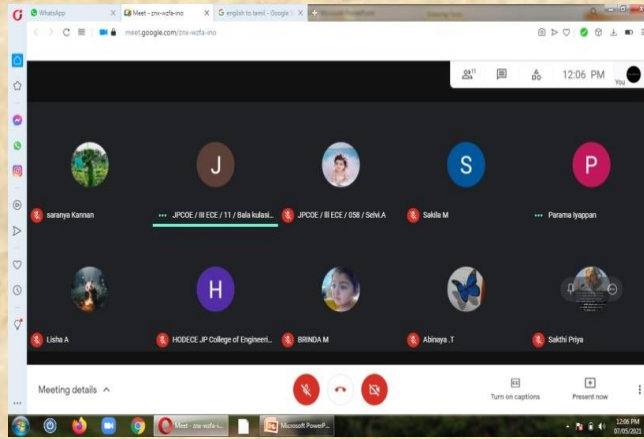 WhatsApp
Meet - znx-wzfa-ino
english to tamil - Google
meet.google.com/znx-wzfa-ino
11
12:06 PM
You
J
S
P
saranya Kannan
JPCOE / III ECE / 11 / Bala kulasi...
JPCOE / III ECE / 058 / Selvi.A
Sakila M
Parama Iyappan
H
Lisha A
HODECE JP College of Engineeri...
BRINDA M
Abinaya .T
Sakthi Priya
Meeting details
Turn on captions
Present now
Meet - znx-wzfa-i...
Microsoft PowerP...
12:06 PM
07/05/2021